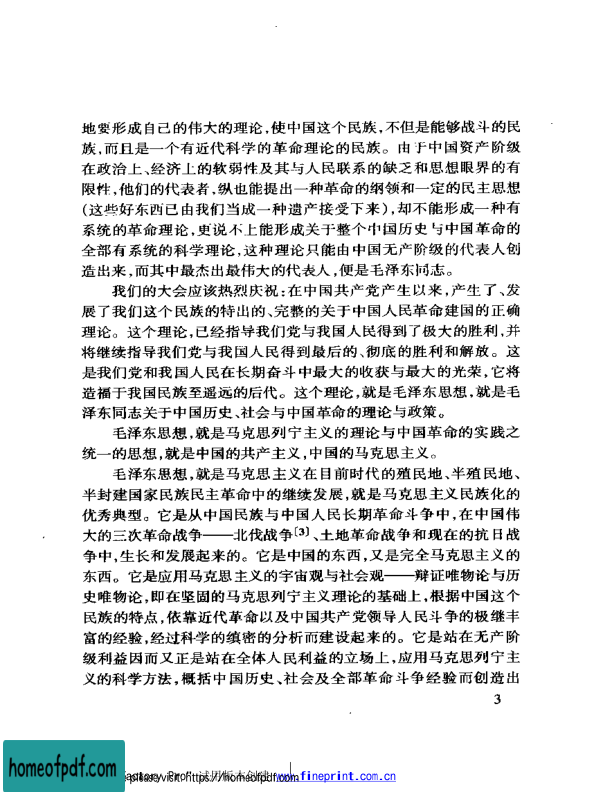 地要形成自己的伟大的理论,使中国这个民族,不但是能够战斗的民
族,而且是一个有近代科学的革命理论的民族。由于中国资产阶级
在政治上、经济上的软弱性及其与人民联系的缺乏和思想眼界的有
限性,他们的代表者,纵也能提出一种革命的纲领和一定的民主思想
(这些好东西已由我们当成一种遗产接受下来),却不能形成一种有
系统的革命理论,更说不上能形成关于整个中国历史与中国革命的
全部有系统的科学理论,这种理论只能由中国无产阶级的代表人创
造出来,而其中最杰出最伟大的代表人,便是毛泽东同志。
我们的大会应该热烈庆祝:在中国共产党产生以来,产生了、发
展了我们这个民族的特出的、完整的关于中国人民革命建国的正确
理论。这个理论,已经指导我们党与我国人民得到了极大的胜利,并
将继续指导我们党与我国人民得到最后的、彻底的胜利和解放。这
是我们党和我国人民在长期奋斗中最大的收获与最大的光荣,它将
造福于我国民族至遥远的后代。这个理论,就是毛泽东思想,就是毛
泽东同志关于中国历史、社会与中国革命的理论与政策。
毛泽东思想,就是马克思列宁主义的理论与中国革命的实践之
统一的思想,就是中国的共产主义,中国的马克思主义。
毛泽东思想,就是马克思主义在目前时代的殖民地、半殖民地、
半封建国家民族民主革命中的继续发展,就是马克思主义民族化的
优秀典型。它是从中国民族与中国人民长期革命斗争中,在中国伟
大的三次革命战争——北伐战争〔3〕、土地革命战争和现在的抗日战
争中,生长和发展起来的。它是中国的东西,又是完全马克思主义的
东西。它是应用马克思主义的宇宙观与社会观——辩证唯物论与历
史唯物论,即在坚固的马克思列宁主义理论的基础上,根据中国这个
民族的特点,依靠近代革命以及中国共产党领导人民斗争的极继丰
富的经验,经过科学的缜密的分析而建设起来的。它是站在无产阶
级利益因而又正是站在全体人民利益的立场上,应用马克思列宁主
义的科学方法,概括中国历史、社会及全部革命斗争经验而创造出
3
homeofpdf.com
please visit: https://homeofpdf.com
www.fineprint.com.cn